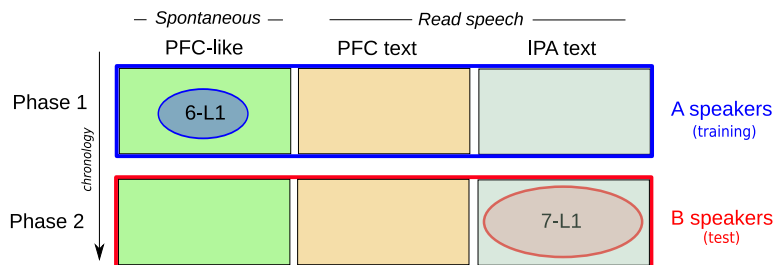 Spontaneous
Read speech
PFC-like
PFC text
IPA text
Phase 1
6-L1
A speakers
(training)
chronology
Phase 2
7-L1
B speakers
(test)